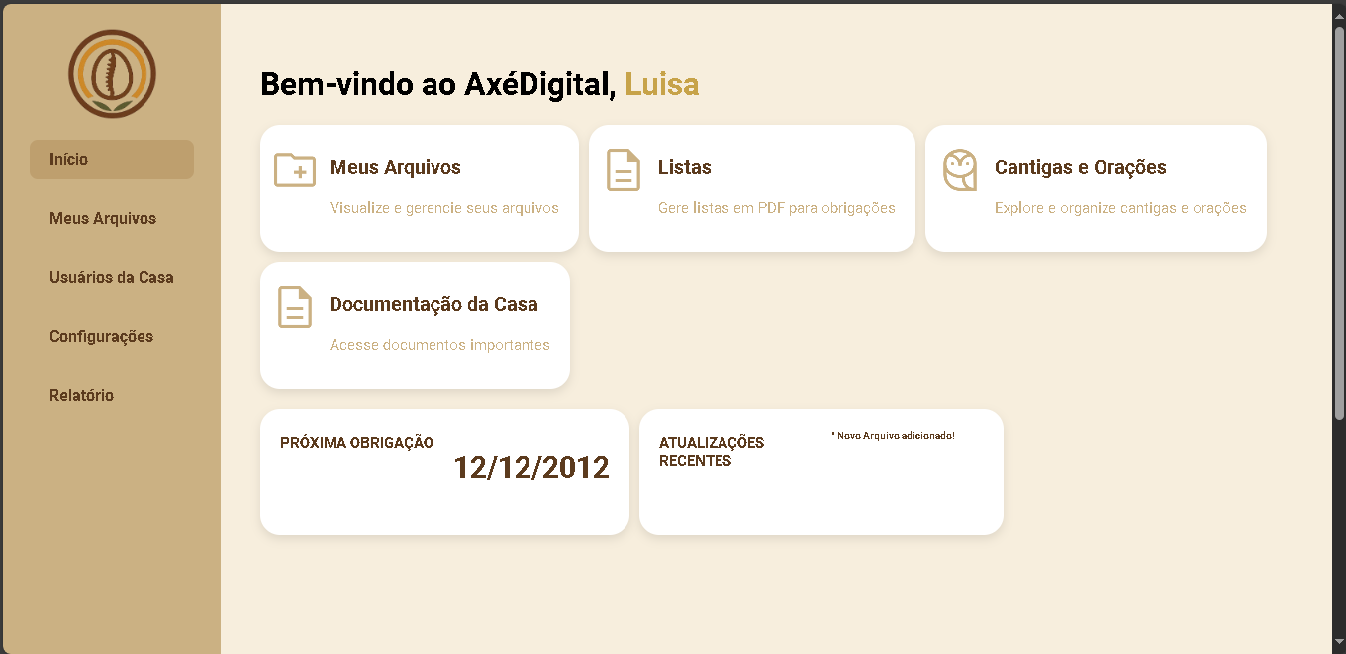 Início
Meus Arquivos
Usuários da Casa
Configurações
Relatório
Bem-vindo ao AxéDigital, Luisa
Meus Arquivos
Visualize e gerencie seus arquivos
Listas
Gere listas em PDF para obrigações
Cantigas e Orações
Explore e organize cantigas e orações
Documentação da Casa
Acesse documentos importantes
PRÓXIMA OBRIGAÇÃO
12/12/2012
ATUALIZAÇÕES
RECENTES
* Novo Arquivo adicionado!